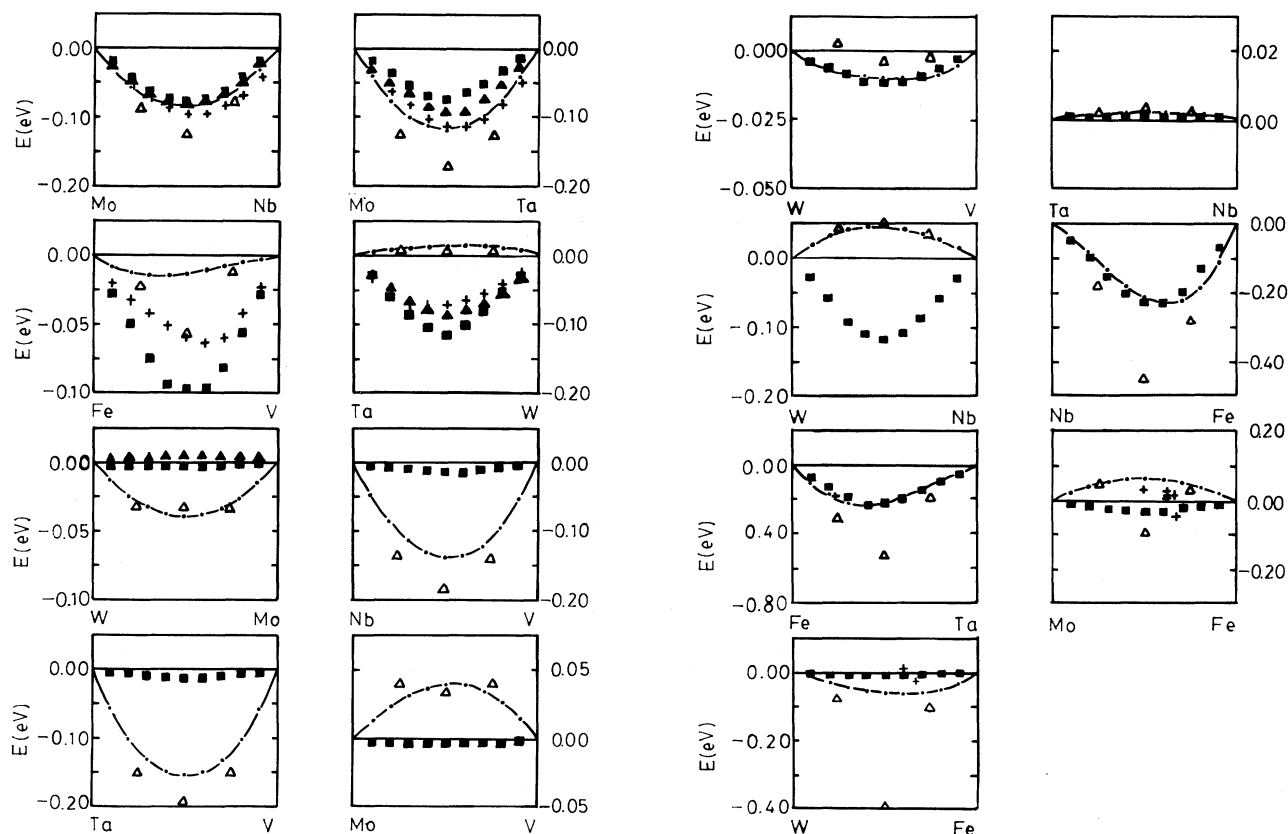 0.00
E(eV)
-0.10
-0.20
Mo Nb
0.00
-0.10
-0.20
Mo Ta
0.000
E(eV)
-0.025
-0.050
W V
0.02
0.00
Ta Nb
0.00
E(eV)
-0.05
-0.10
Fe V
0.00
-0.10
-0.20
Ta W
0.00
E(eV)
-0.10
-0.20
W Nb
0.00
-0.20
-0.40
Nb Fe
0.00
E(eV)
-0.05
-0.10
W Mo
0.00
-0.10
-0.20
Nb V
0.00
E(eV)
0.40
-0.80
Fe Ta
0.20
0.00
-0.20
Mo Fe
0.00
E(eV)
-0.10
-0.20
Ta V
0.05
0.00
-0.05
Mo V
0.00
E(eV)
-0.20
-0.40
W Fe